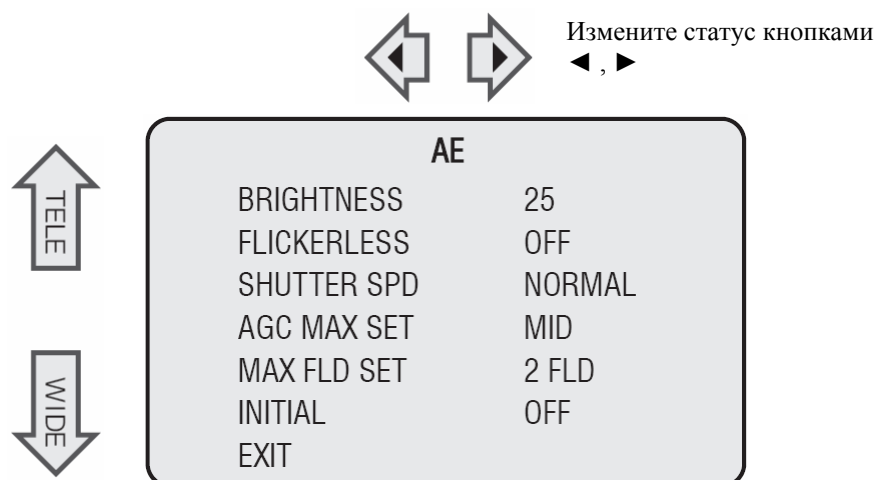 Измените статус кнопками
◄ , ►
AE
TELE
BRIGHTNESS 25
FLICKERLESS OFF
SHUTTER SPD NORMAL
AGC MAX SET MID
MAX FLD SET 2 FLD
WIDE
INITIAL OFF
EXIT